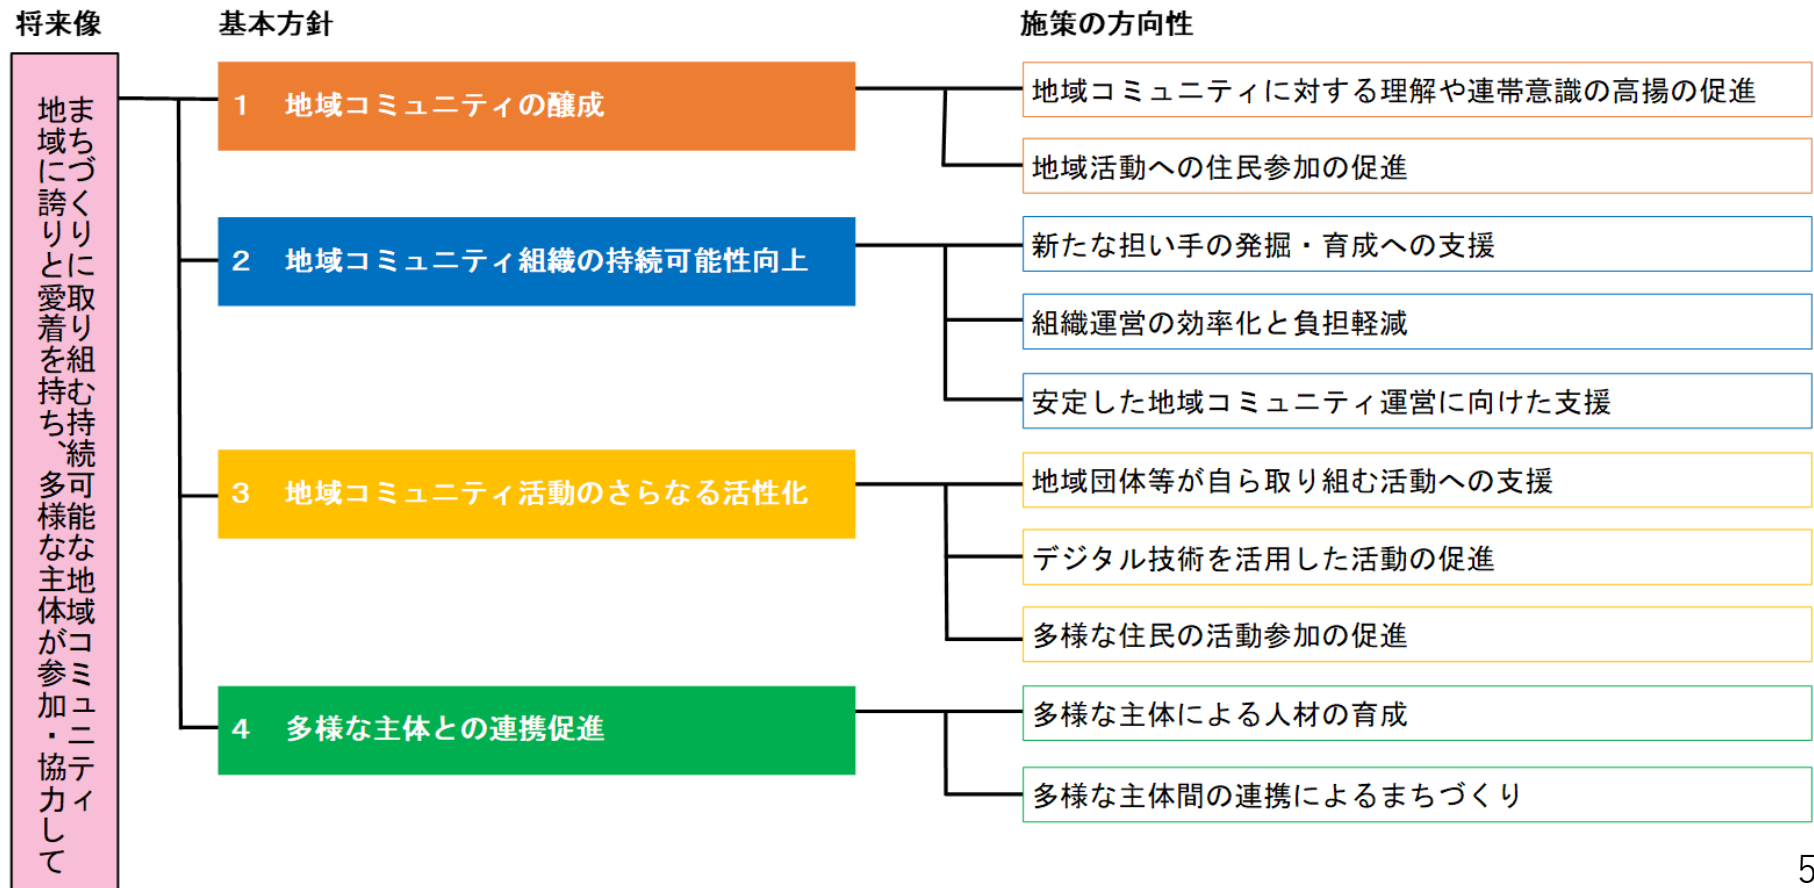 将来像
基本方針
施策の方向性
地域に誇りと愛着を持ち、多様な主体が参加・協力して
まちづくりに取り組む持続可能な地域コミュニティ
1 地域コミュニティの醸成
地域コミュニティに対する理解や連帯意識の高揚の促進
地域活動への住民参加の促進
2 地域コミュニティ組織の持続可能性向上
新たな担い手の発掘・育成への支援
組織運営の効率化と負担軽減
安定した地域コミュニティ運営に向けた支援
3 地域コミュニティ活動のさらなる活性化
地域団体等が自ら取り組む活動への支援
デジタル技術を活用した活動の促進
多様な住民の活動参加の促進
4 多様な主体との連携促進
多様な主体による人材の育成
多様な主体間の連携によるまちづくり
5